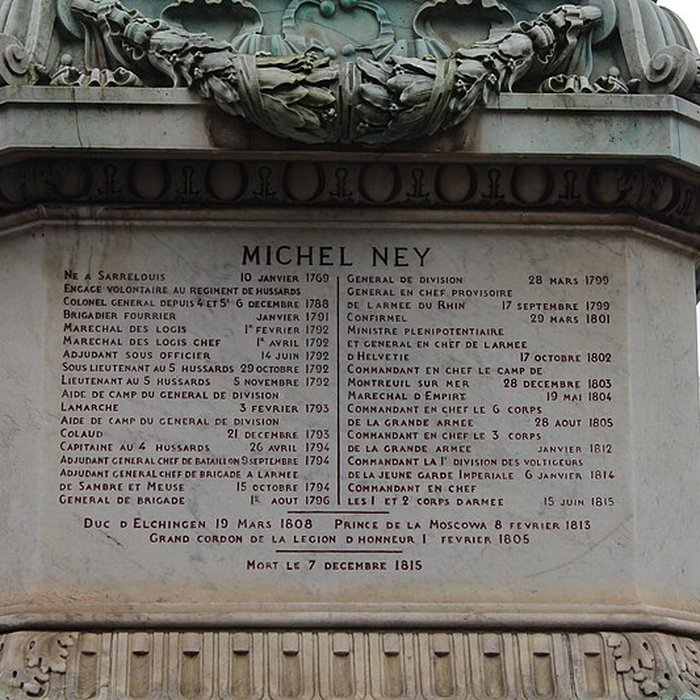 MICHEL NEY
NE A SARRELOUIS 10 JANVIER 1769
ENGAGE VOLONTAIRE AU REGIMENT DE HUSSARDS
COLONEL GENERAL DEPUIS 4 ET 5E 6 DECEMBRE 1788
BRIGADIER FOURRIER JANVIER 1791
MARECHAL DES LOGIS 1R FEVRIER 1792
MARECHAL DES LOGIS CHEF 1R AVRIL 1792
ADJUDANT SOUS OFFICIER 14 JUIN 1792
SOUS LIEUTENANT AU 5 HUSSARDS 29 OCTOBRE 1792
LIEUTENANT AU 5 HUSSARDS 5 NOVEMBRE 1792
AIDE DE CAMP DU GENERAL DE DIVISION
LAMARCHE 3 FEVRIER 1793
AIDE DE CAMP DU GENERAL DE DIVISION
COLAUD 21 DECEMBRE 1793
CAPITAINE AU 4 HUSSARDS 26 AVRIL 1794
ADJUDANT GENERAL CHEF DE BATAILLON 9 SEPTEMBRE 1794
ADJUDANT GENERAL CHEF DE BRIGADE A L'ARMEE
DE SAMBRE ET MEUSE 15 OCTOBRE 1794
GENERAL DE BRIGADE 1R AOUT 1796
GENERAL DE DIVISION 28 MARS 1799
GENERAL EN CHEF PROVISOIRE
DE L'ARMEE DU RHIN 17 SEPTEMBRE 1799
CONFIRMEL 29 MARS 1801
MINISTRE PLENIPOTENTIAIRE
ET GENERAL EN CHEF DE L'ARMEE
D'HELVETIE 17 OCTOBRE 1802
COMMANDANT EN CHEF LE CAMP DE
MONTREUIL SUR MER 28 DECEMBRE 1803
MARECHAL D'EMPIRE 19 MAI 1804
COMMANDANT EN CHEF LE 6 CORPS
DE LA GRANDE ARMEE 28 AOUT 1805
COMMANDANT EN CHEF LE 3 CORPS
DE LA GRANDE ARMEE JANVIER 1812
COMMANDANT LA 1E DIVISION DES VOLTIGEURS
DE LA JEUNE GARDE IMPERIALE 6 JANVIER 1814
COMMANDANT EN CHEF
LES 1 ET 2 CORPS D'ARMEE 15 JUIN 1815
DUC D'ELCHINGEN 19 MARS 1808 PRINCE DE LA MOSCOWA 8 FEVRIER 1813
GRAND CORDON DE LA LEGION D'HONNEUR 1 FEVRIER 1805
MORT LE 7 DECEMBRE 1815